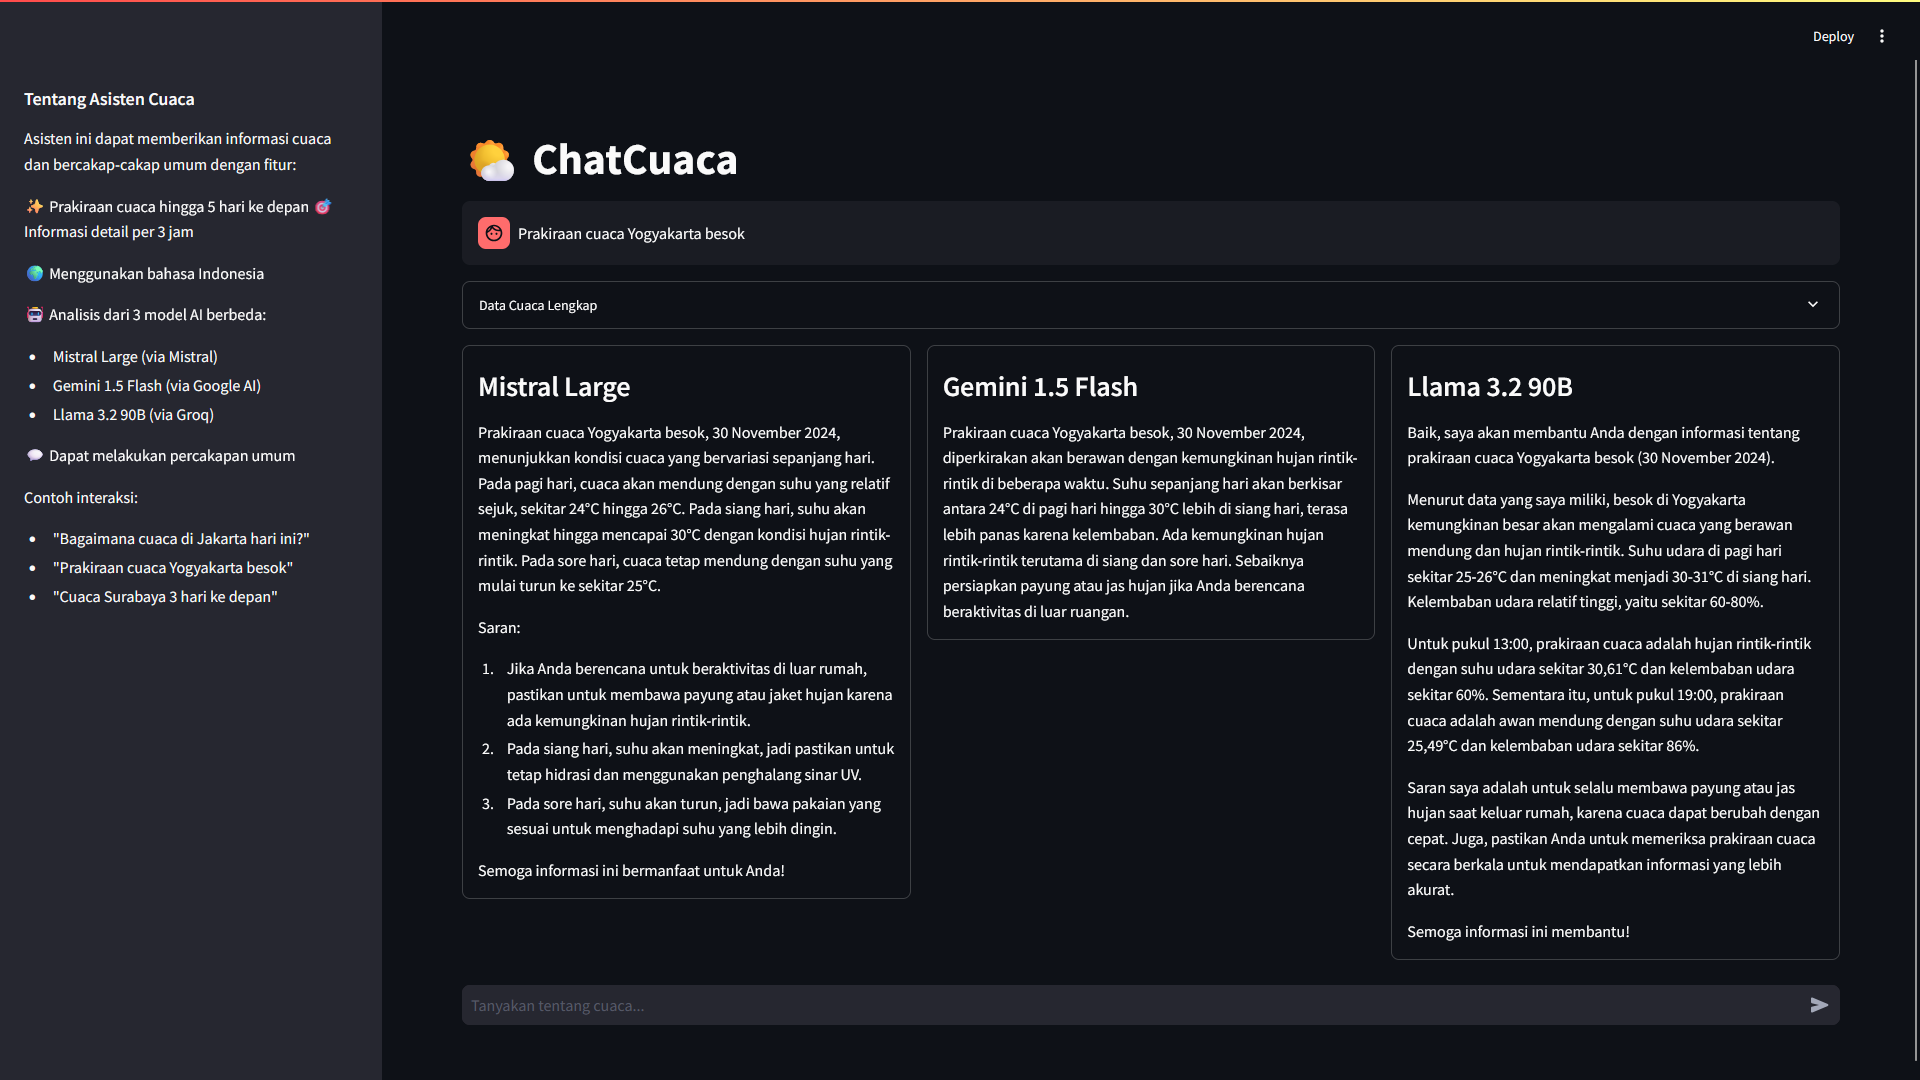 Deploy
Tentang Asisten Cuaca
Asisten ini dapat memberikan informasi cuaca
dan bercakap-cakap umum dengan fitur:
✨ Prakiraan cuaca hingga 5 hari ke depan 🎯
Informasi detail per 3 jam
🌏 Menggunakan bahasa Indonesia
🤖 Analisis dari 3 model AI berbeda:
• Mistral Large (via Mistral)
• Gemini 1.5 Flash (via Google AI)
• Llama 3.2 90B (via Groq)
💭 Dapat melakukan percakapan umum
Contoh interaksi:
• "Bagaimana cuaca di Jakarta hari ini?"
• "Prakiraan cuaca Yogyakarta besok"
• "Cuaca Surabaya 3 hari ke depan"
🌤️ ChatCuaca
Prakiraan cuaca Yogyakarta besok
Data Cuaca Lengkap
Mistral Large
Prakiraan cuaca Yogyakarta besok, 30 November 2024,
menunjukkan kondisi cuaca yang bervariasi sepanjang hari.
Pada pagi hari, cuaca akan mendung dengan suhu yang relatif
sejuk, sekitar 24°C hingga 26°C. Pada siang hari, suhu akan
meningkat hingga mencapai 30°C dengan kondisi hujan rintik-
rintik. Pada sore hari, cuaca tetap mendung dengan suhu yang
mulai turun ke sekitar 25°C.
Saran:
1. Jika Anda berencana untuk beraktivitas di luar rumah,
pastikan untuk membawa payung atau jaket hujan karena
ada kemungkinan hujan rintik-rintik.
2. Pada siang hari, suhu akan meningkat, jadi pastikan untuk
tetap hidrasi dan menggunakan penghalang sinar UV.
3. Pada sore hari, suhu akan turun, jadi bawa pakaian yang
sesuai untuk menghadapi suhu yang lebih dingin.
Semoga informasi ini bermanfaat untuk Anda!
Gemini 1.5 Flash
Prakiraan cuaca Yogyakarta besok, 30 November 2024,
diperkirakan akan berawan dengan kemungkinan hujan rintik-
rintik di beberapa waktu. Suhu sepanjang hari akan berkisar
antara 24°C di pagi hari hingga 30°C lebih di siang hari, terasa
lebih panas karena kelembaban. Ada kemungkinan hujan
rintik-rintik terutama di siang dan sore hari. Sebaiknya
persiapkan payung atau jas hujan jika Anda berencana
beraktivitas di luar ruangan.
Llama 3.2 90B
Baik, saya akan membantu Anda dengan informasi tentang
prakiraan cuaca Yogyakarta besok (30 November 2024).
Menurut data yang saya miliki, besok di Yogyakarta
kemungkinan besar akan mengalami cuaca yang berawan
mendung dan hujan rintik-rintik. Suhu udara di pagi hari
sekitar 25-26°C dan meningkat menjadi 30-31°C di siang hari.
Kelembaban udara relatif tinggi, yaitu sekitar 60-80%.
Untuk pukul 13:00, prakiraan cuaca adalah hujan rintik-rintik
dengan suhu udara sekitar 30,61°C dan kelembaban udara
sekitar 60%. Sementara itu, untuk pukul 19:00, prakiraan
cuaca adalah awan mendung dengan suhu udara sekitar
25,49°C dan kelembaban udara sekitar 86%.
Saran saya adalah untuk selalu membawa payung atau jas
hujan saat keluar rumah, karena cuaca dapat berubah dengan
cepat. Juga, pastikan Anda untuk memeriksa prakiraan cuaca
secara berkala untuk mendapatkan informasi yang lebih
akurat.
Semoga informasi ini membantu!
Tanyakan tentang cuaca...